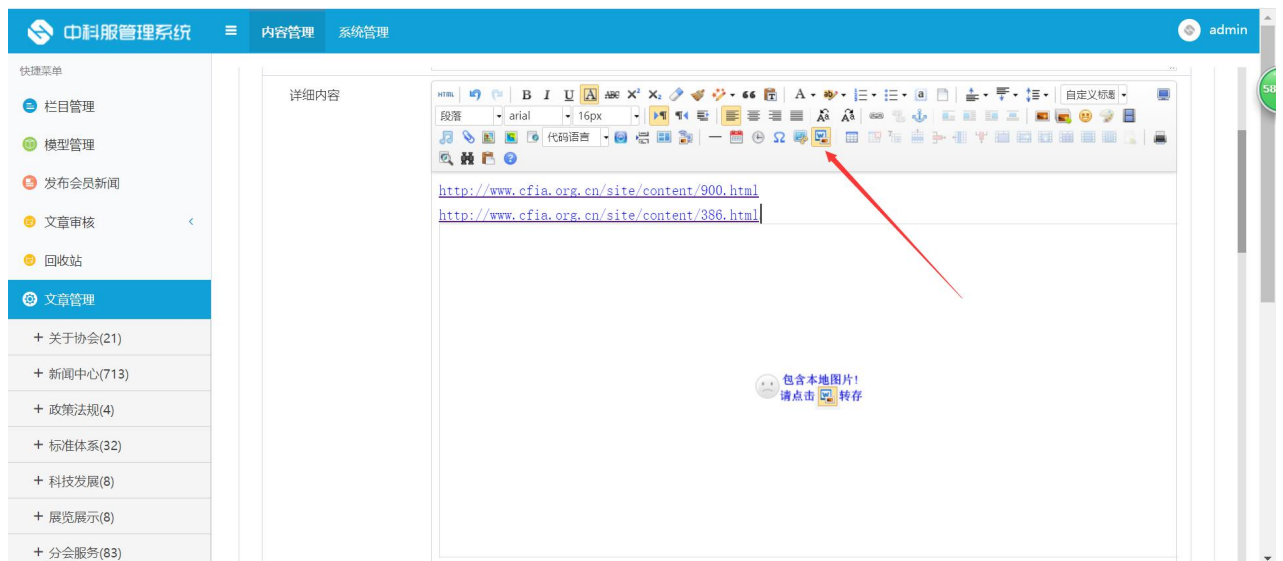 中科服管理系统 内容管理 系统管理 admin
快捷菜单
栏目管理
模型管理
发布会员新闻
文章审核
回收站
文章管理
+ 关于协会(21)
+ 新闻中心(713)
+ 政策法规(4)
+ 标准体系(32)
+ 科技发展(8)
+ 展览展示(8)
+ 分会服务(83)
详细内容
HTML B I U A ABC X² X₂ 66 A a 自定义标题
段落 arial 16px
代码语言
http://www.cfia.org.cn/site/content/900.html
http://www.cfia.org.cn/site/content/386.html
包含本地图片!
请点击 转存
58